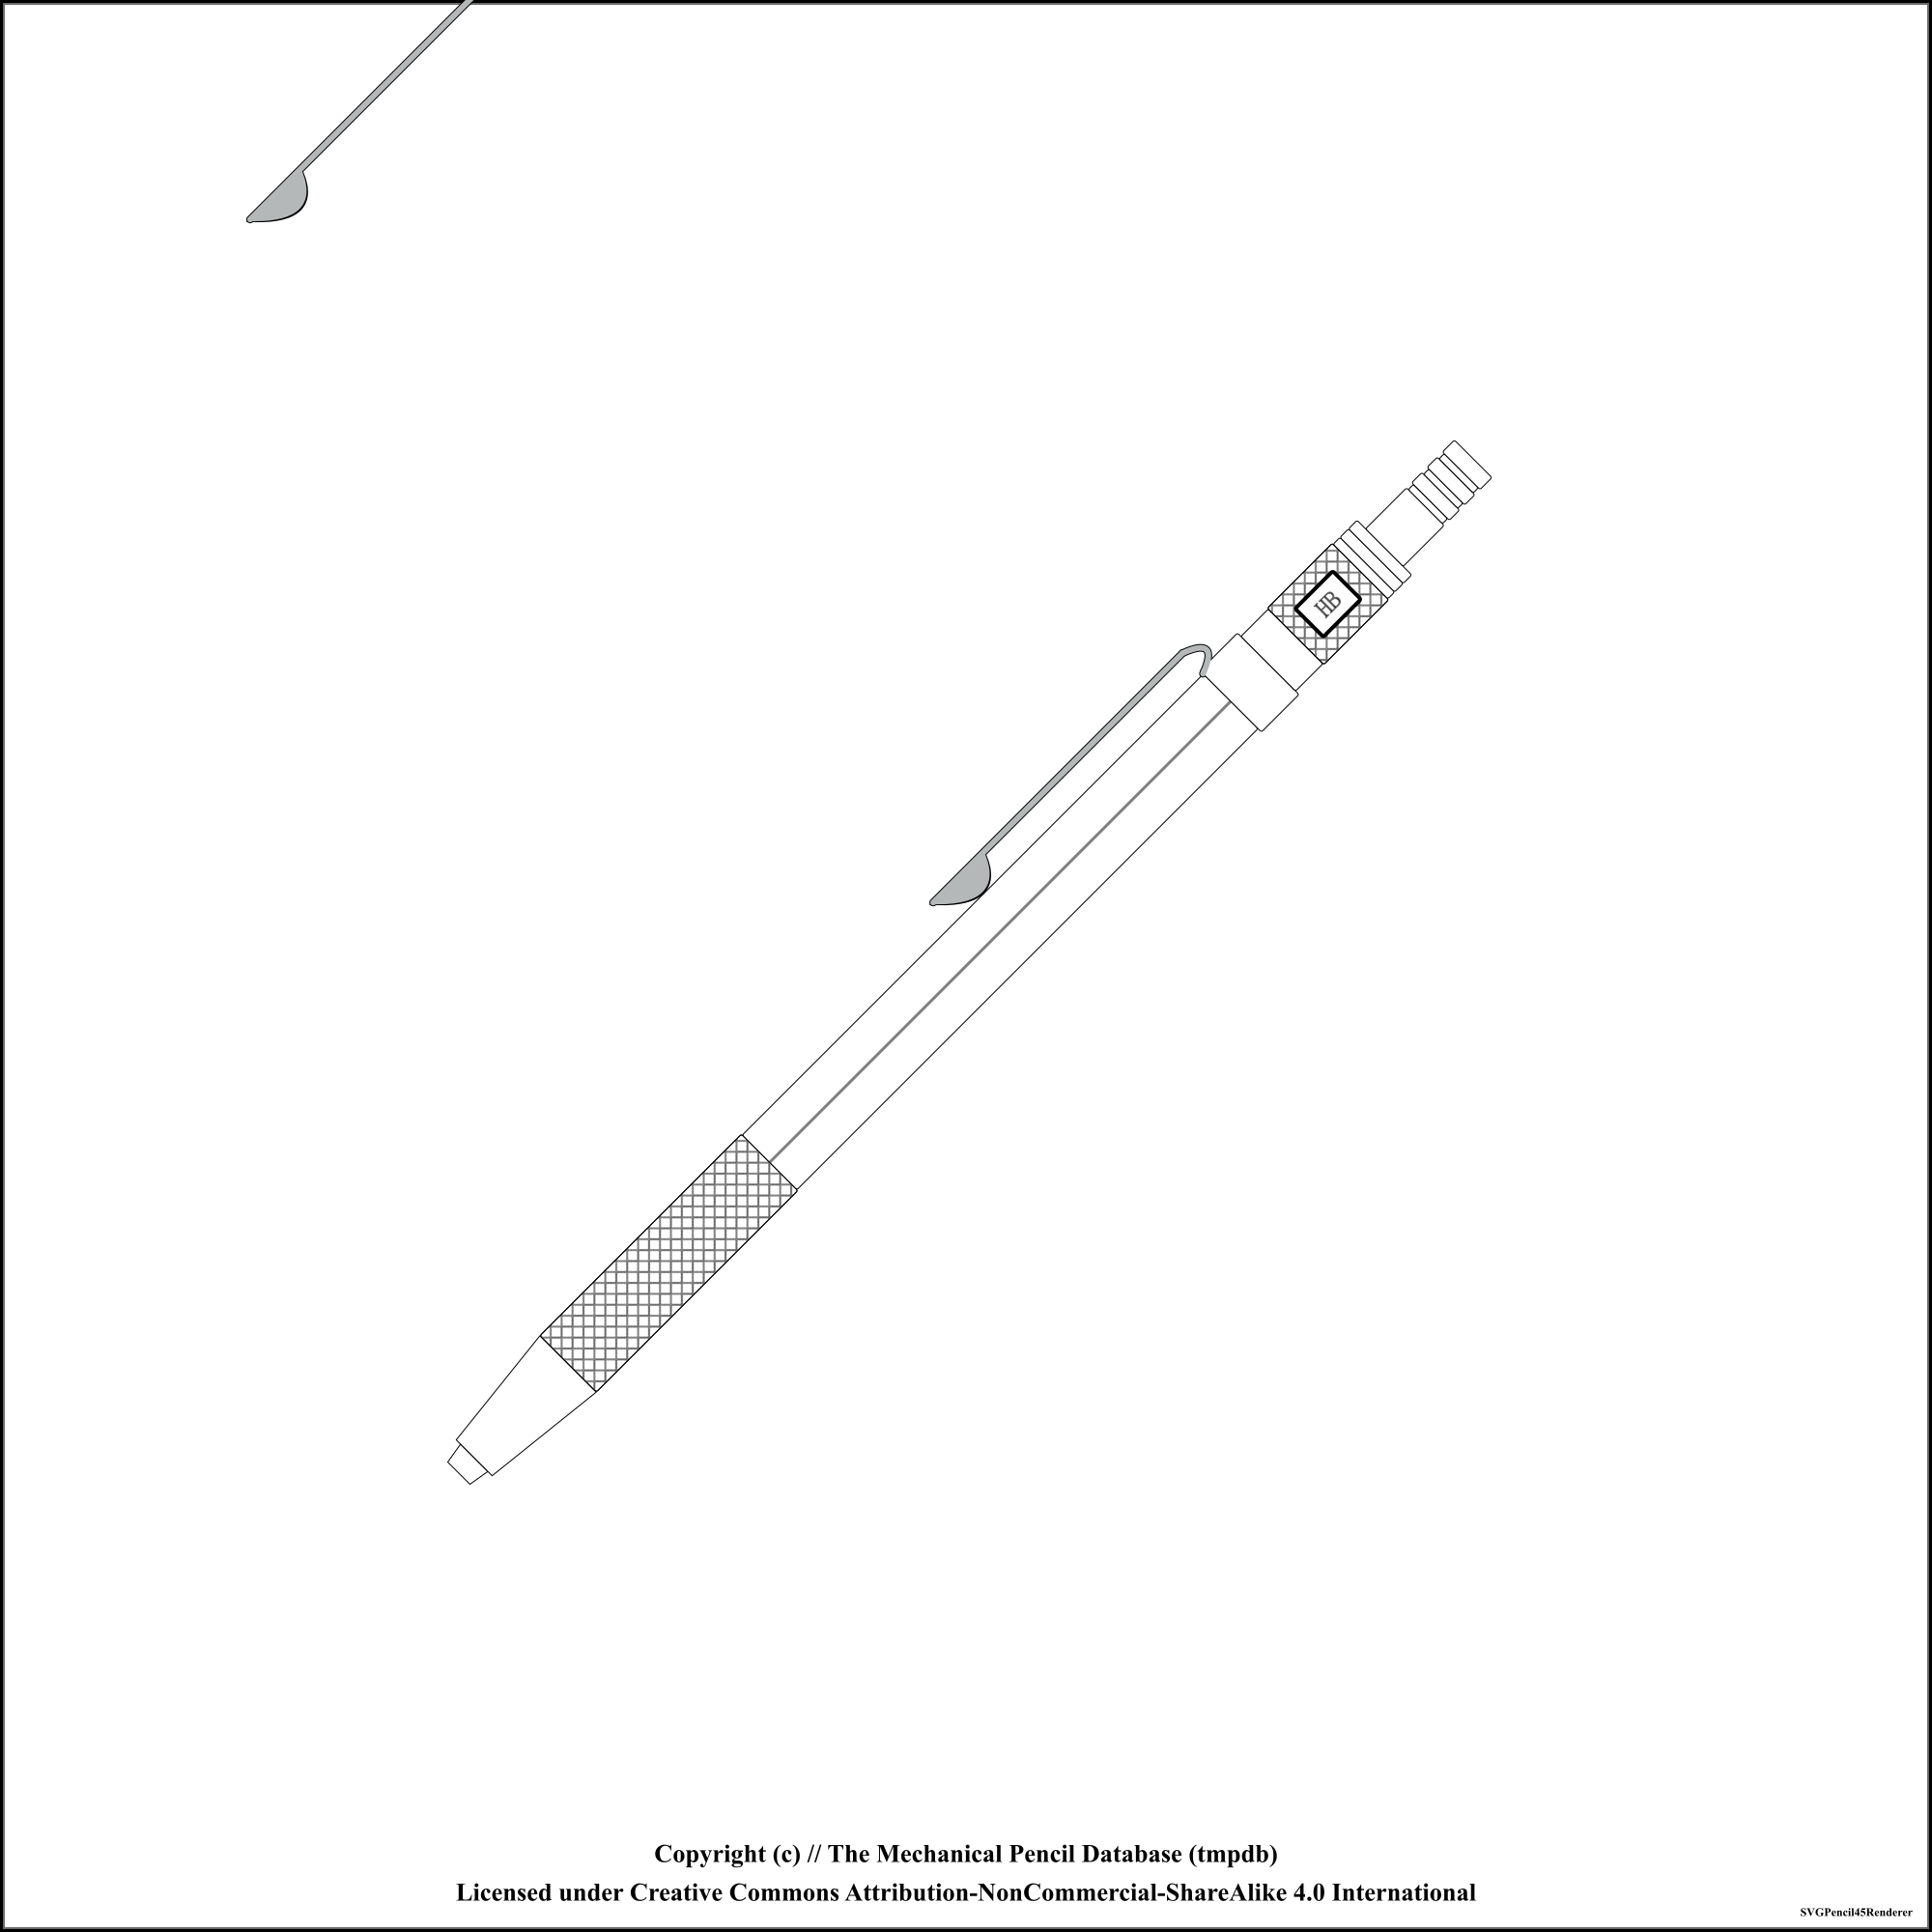 HB
Copyright (c) // The Mechanical Pencil Database (tmpdb)
Licensed under Creative Commons Attribution-NonCommercial-ShareAlike 4.0 International
SVGPencil45Renderer